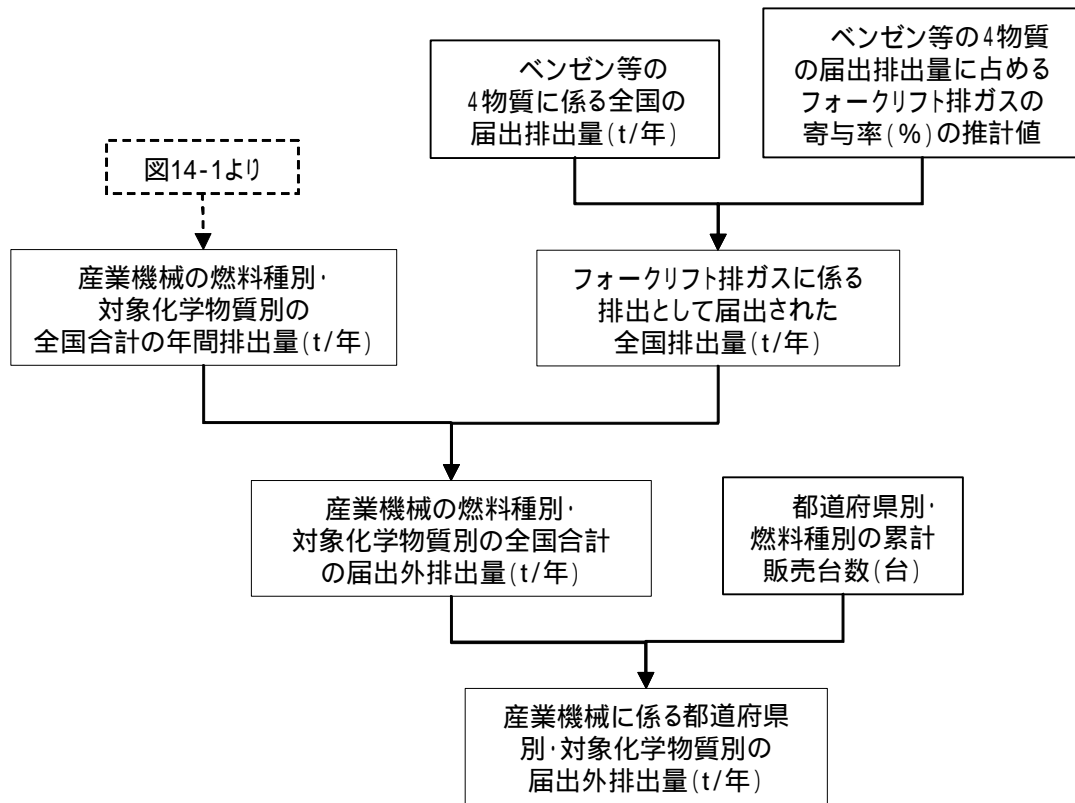 ベンゼン等の
4物質に係る全国の
届出排出量(t/年)
ベンゼン等の4物質
の届出排出量に占める
フォークリフト排ガスの
寄与率(%)の推計値
図14-1より
産業機械の燃料種別・
対象化学物質別の
全国合計の年間排出量(t/年)
フォークリフト排ガスに係る
排出として届出された
全国排出量(t/年)
産業機械の燃料種別・
対象化学物質別の全国合計
の届出外排出量(t/年)
都道府県別・
燃料種別の累計
販売台数(台)
産業機械に係る都道府県
別・対象化学物質別の
届出外排出量(t/年)